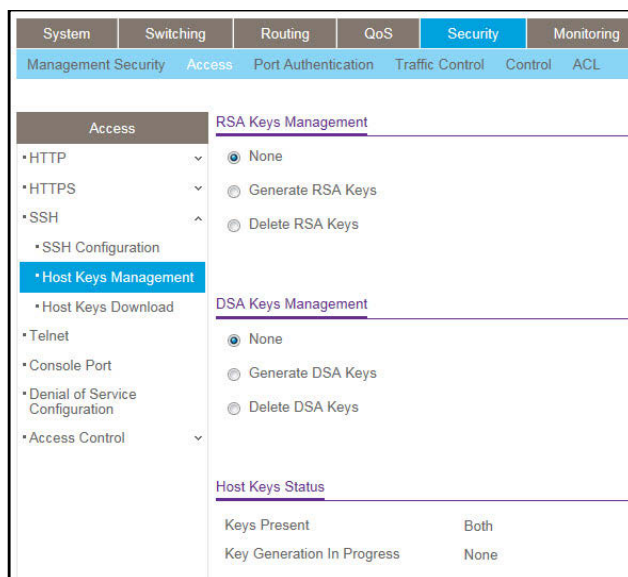 System Switching Routing QoS Security Monitoring
Management Security Access Port Authentication Traffic Control Control ACL
Access
HTTP
HTTPS
SSH
SSH Configuration
Host Keys Management
Host Keys Download
Telnet
Console Port
Denial of Service
Configuration
Access Control
RSA Keys Management
None
Generate RSA Keys
Delete RSA Keys
DSA Keys Management
None
Generate DSA Keys
Delete DSA Keys
Host Keys Status
Keys Present Both
Key Generation In Progress None